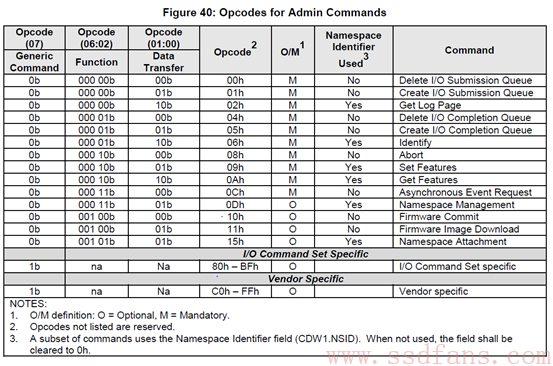 Figure 40: Opcodes for Admin Commands
Opcode (07) Opcode (06:02) Opcode (01:00) Opcode2 O/M1 Namespace Identifier Used3 Command
Generic Command Function Data Transfer
0b 000 00b 00b 00h M No Delete I/O Submission Queue
0b 000 00b 01b 01h M No Create I/O Submission Queue
0b 000 00b 10b 02h M Yes Get Log Page
0b 000 01b 00b 04h M No Delete I/O Completion Queue
0b 000 01b 01b 05h M No Create I/O Completion Queue
0b 000 01b 10b 06h M Yes Identify
0b 000 10b 00b 08h M No Abort
0b 000 10b 01b 09h M Yes Set Features
0b 000 10b 10b 0Ah M Yes Get Features
0b 000 11b 00b 0Ch M No Asynchronous Event Request
0b 000 11b 01b 0Dh O Yes Namespace Management
0b 001 00b 00b 10h O No Firmware Commit
0b 001 00b 01b 11h O No Firmware Image Download
0b 001 01b 01b 15h O Yes Namespace Attachment
I/O Command Set Specific
1b na Na 80h – BFh O I/O Command Set specific
Vendor Specific
1b na Na C0h – FFh O Vendor specific
NOTES:
1. O/M definition: O = Optional, M = Mandatory.
2. Opcodes not listed are reserved.
3. A subset of commands uses the Namespace Identifier field (CDW1.NSID). When not used, the field shall be
cleared to 0h.
www.ssdfans.com